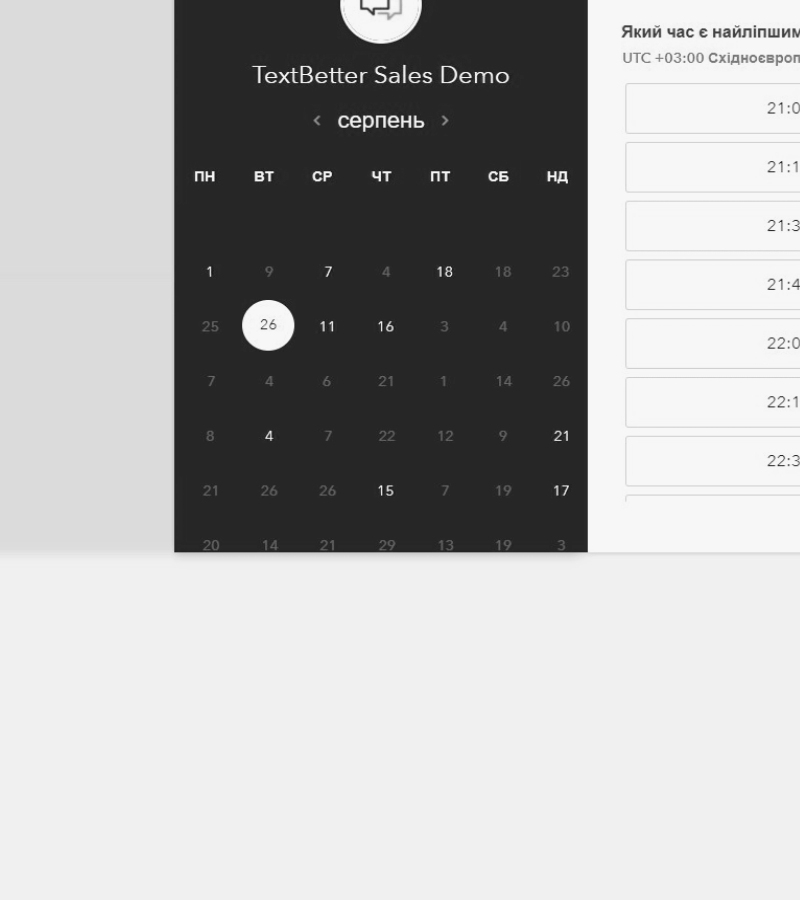 TextBetter Sales Demo
серпень
ПН ВТ СР ЧТ ПТ СБ НД
1 9 7 4 18 18 23
25 26 11 16 3 4 10
7 4 6 21 1 14 26
8 4 7 22 12 9 21
21 26 26 15 7 19 17
20 14 21 29 13 19 3
Який час є найліпшим
UTC +03:00 Східноєвроп
21:0
21:1
21:3
21:4
22:0
22:1
22:3